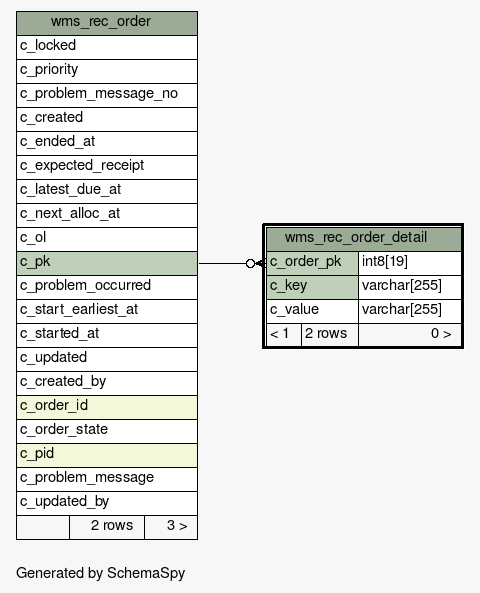 wms_rec_order
c_locked
c_priority
c_problem_message_no
c_created
c_ended_at
c_expected_receipt
c_latest_due_at
c_next_alloc_at
c_ol
c_pk
c_problem_occurred
c_start_earliest_at
c_started_at
c_updated
c_created_by
c_order_id
c_order_state
c_pid
c_problem_message
c_updated_by
2 rows 3 >
wms_rec_order_detail
c_order_pk int8[19]
c_key varchar[255]
c_value varchar[255]
< 1 2 rows 0 >
Generated by SchemaSpy